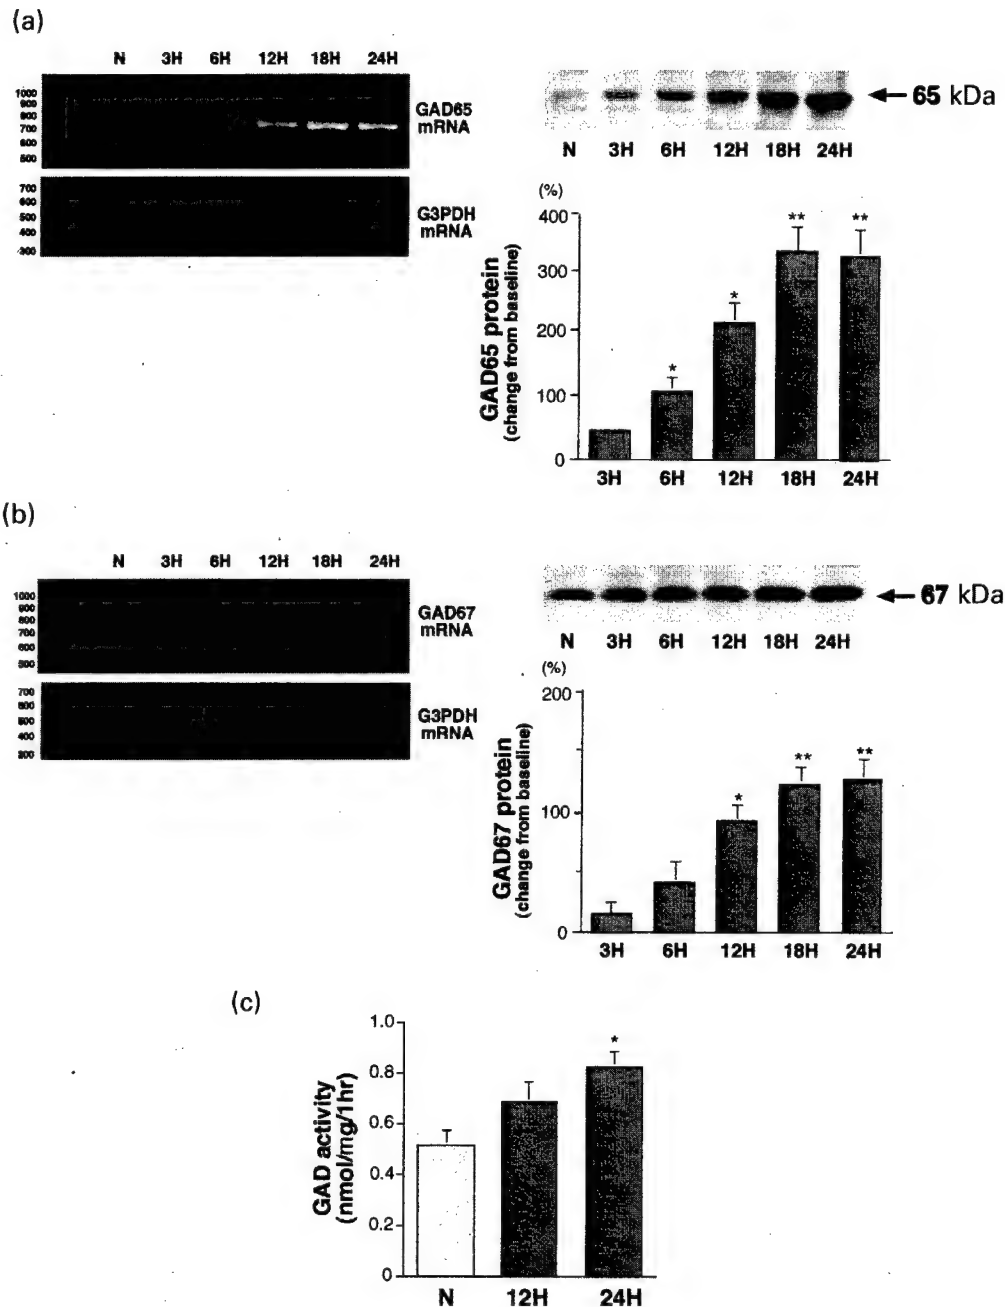 (a)
N 3H 6H 12H 18H 24H
1000
900
800
700
600
500
GAD65
mRNA
700
600
500
400
300
G3PDH
mRNA
65 kDa
N 3H 6H 12H 18H 24H
(%)
400
300
200
100
0
GAD65 protein
(change from baseline)
* * ** **
3H 6H 12H 18H 24H
(b)
N 3H 6H 12H 18H 24H
1000
900
800
700
600
500
GAD67
mRNA
700
600
500
400
300
G3PDH
mRNA
67 kDa
N 3H 6H 12H 18H 24H
(%)
200
100
0
GAD67 protein
(change from baseline)
* ** **
3H 6H 12H 18H 24H
(c)
1.0
0.8
0.6
0.4
0.2
0
GAD activity
(nmol/mg/1hr)
*
N 12H 24H